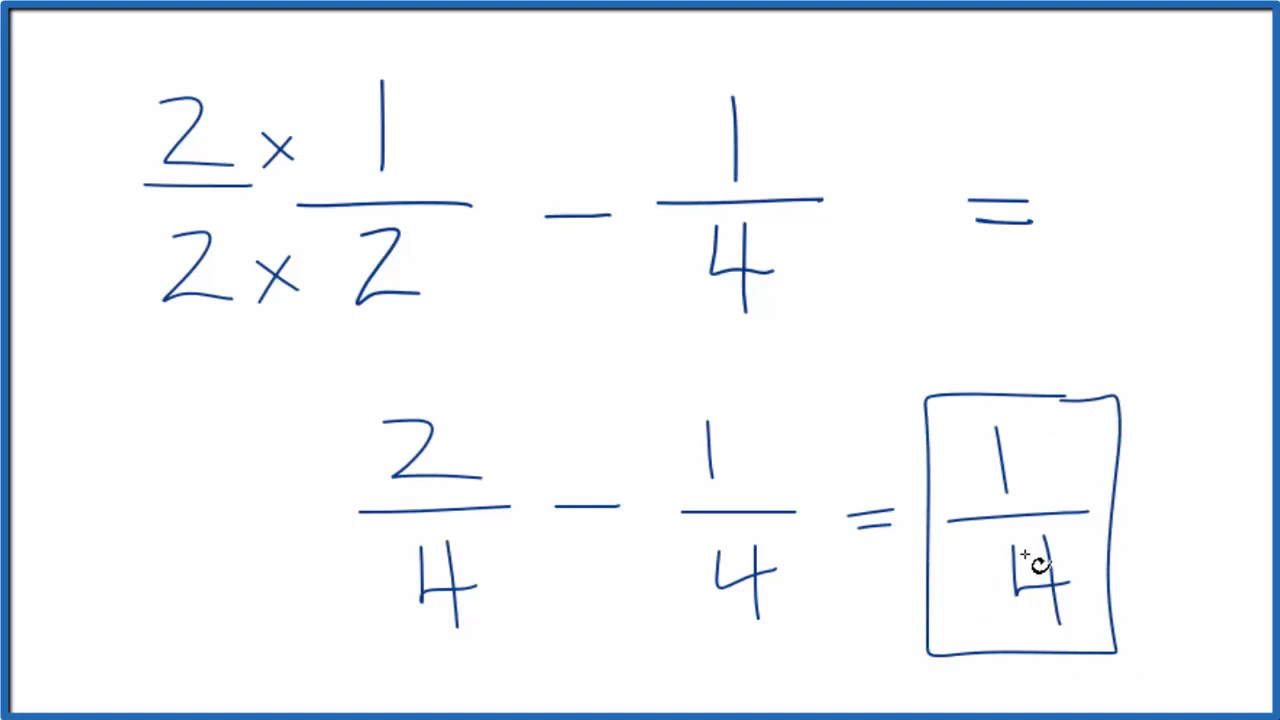 2/2 × 1/2 − 1/4 =
2/4 − 1/4 = 1/4